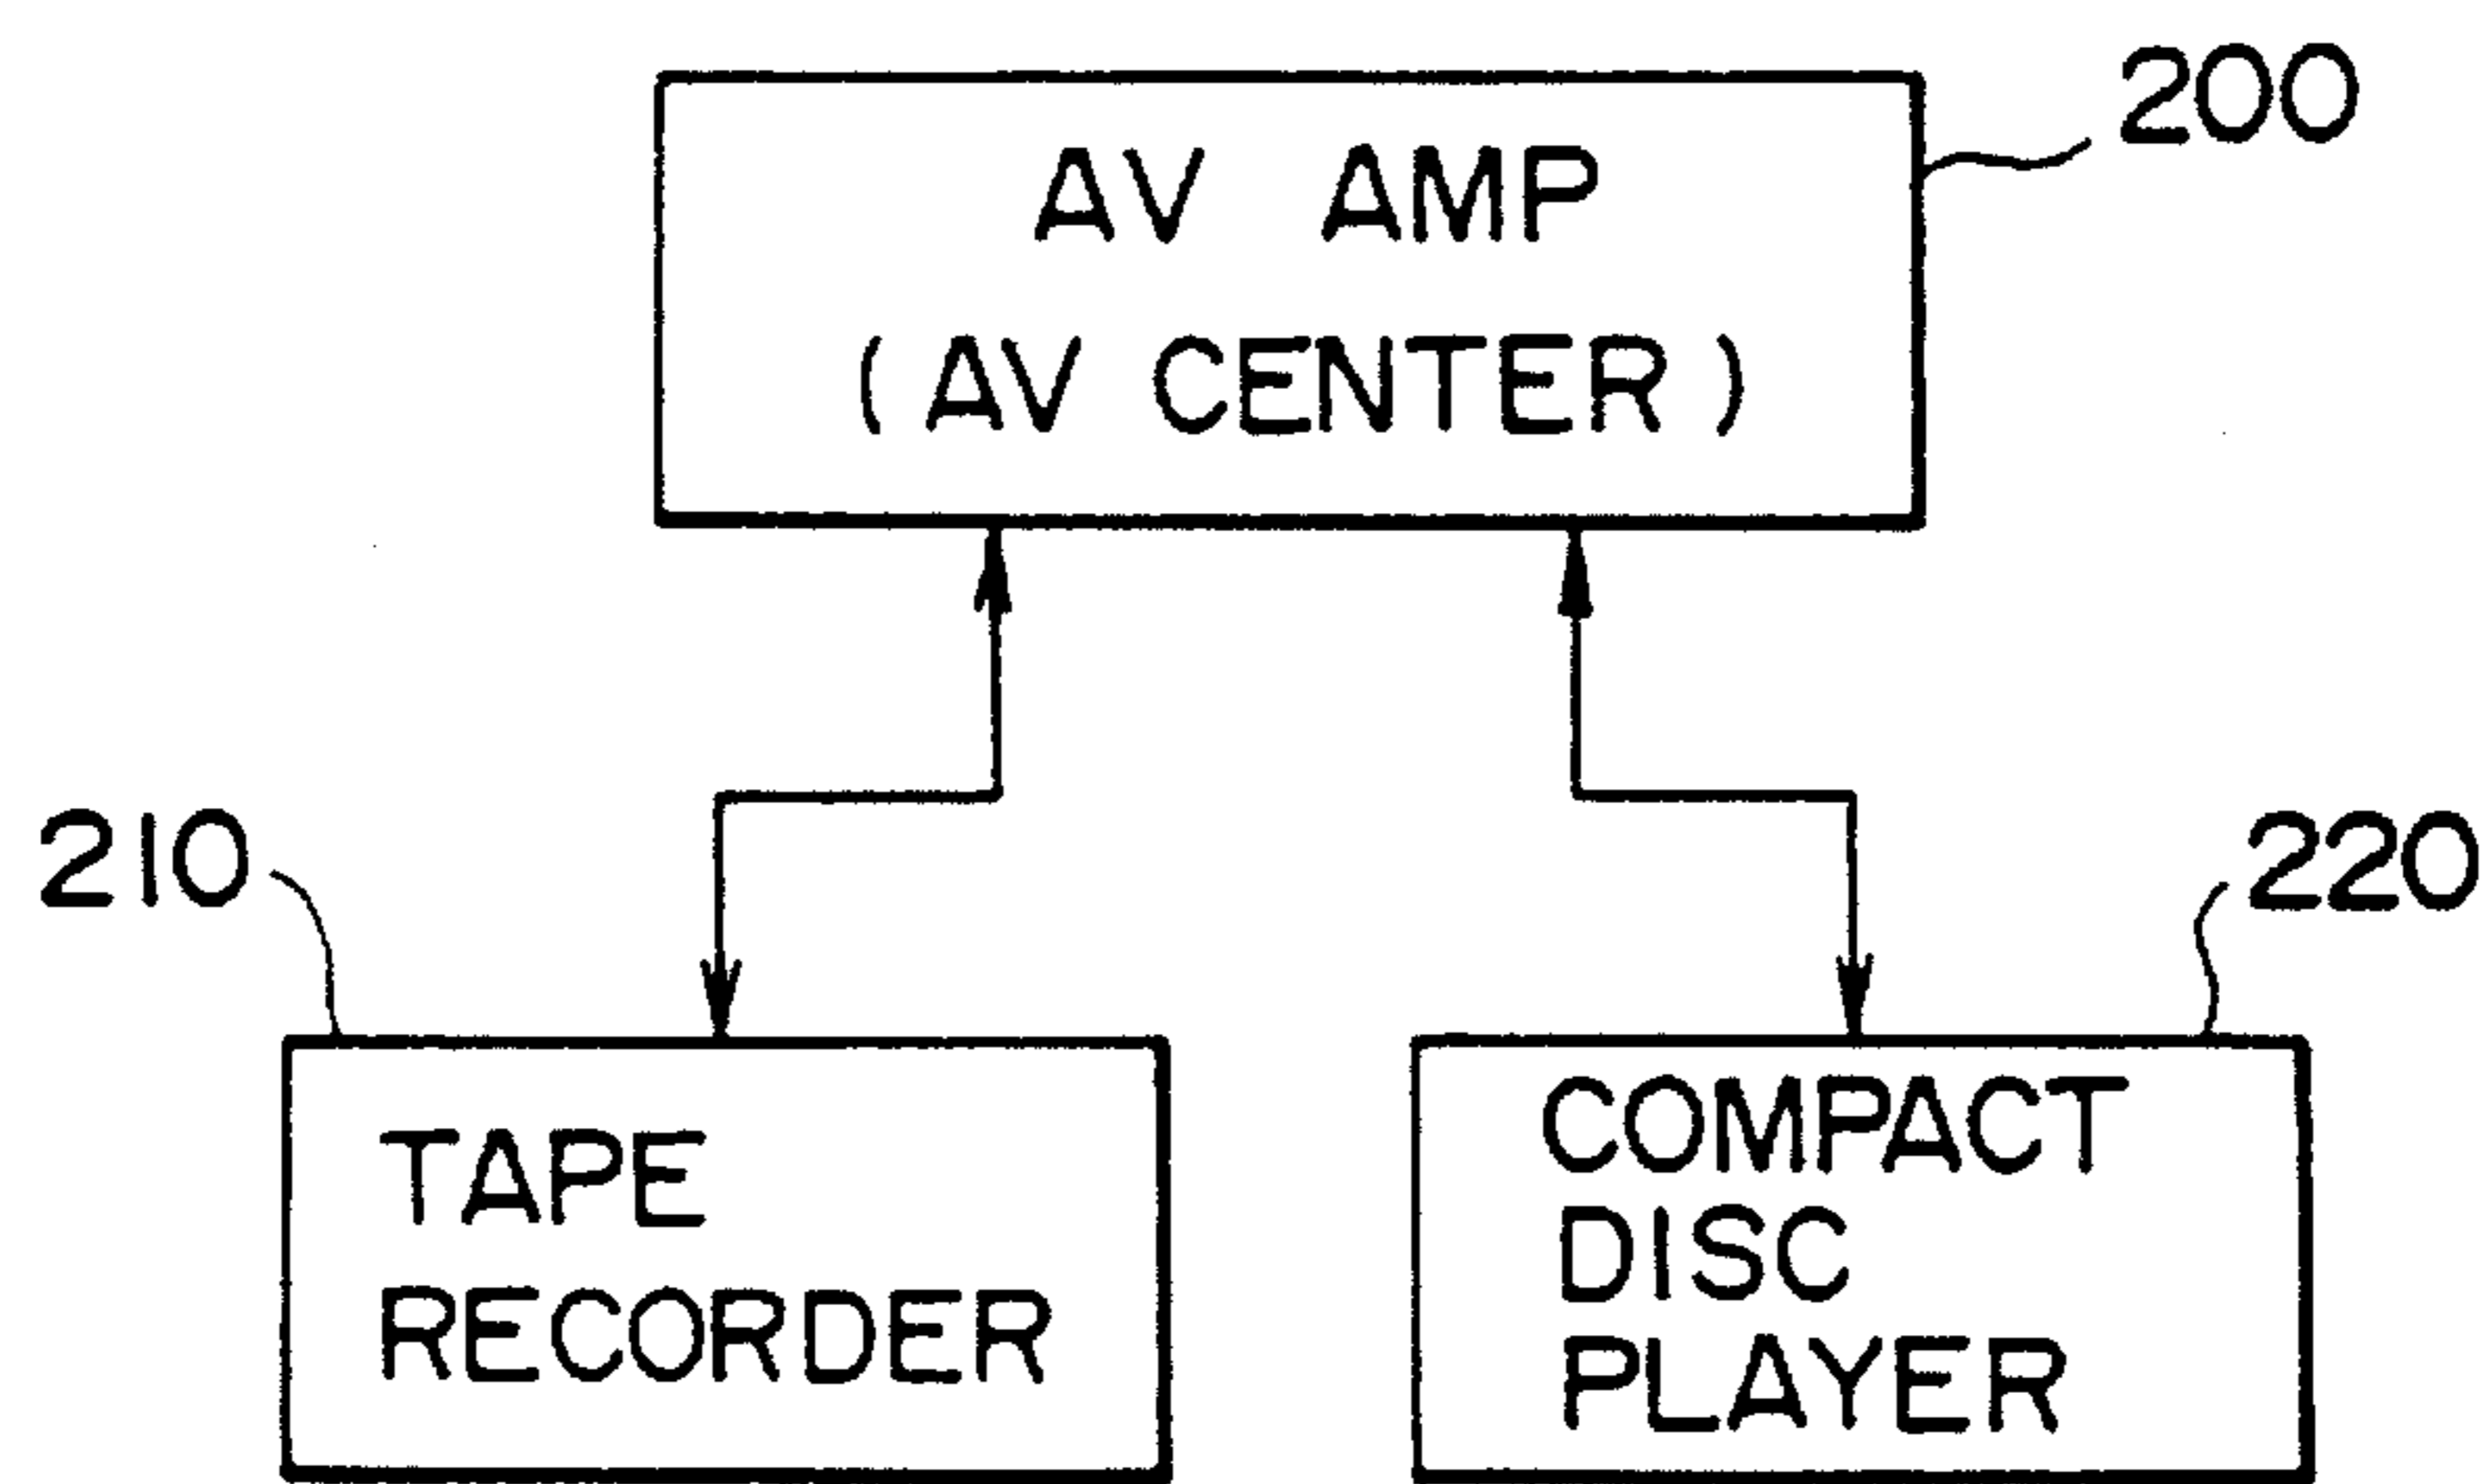 200
AV AMP
(AV CENTER)
210
220
TAPE
RECORDER
COMPACT
DISC
PLAYER